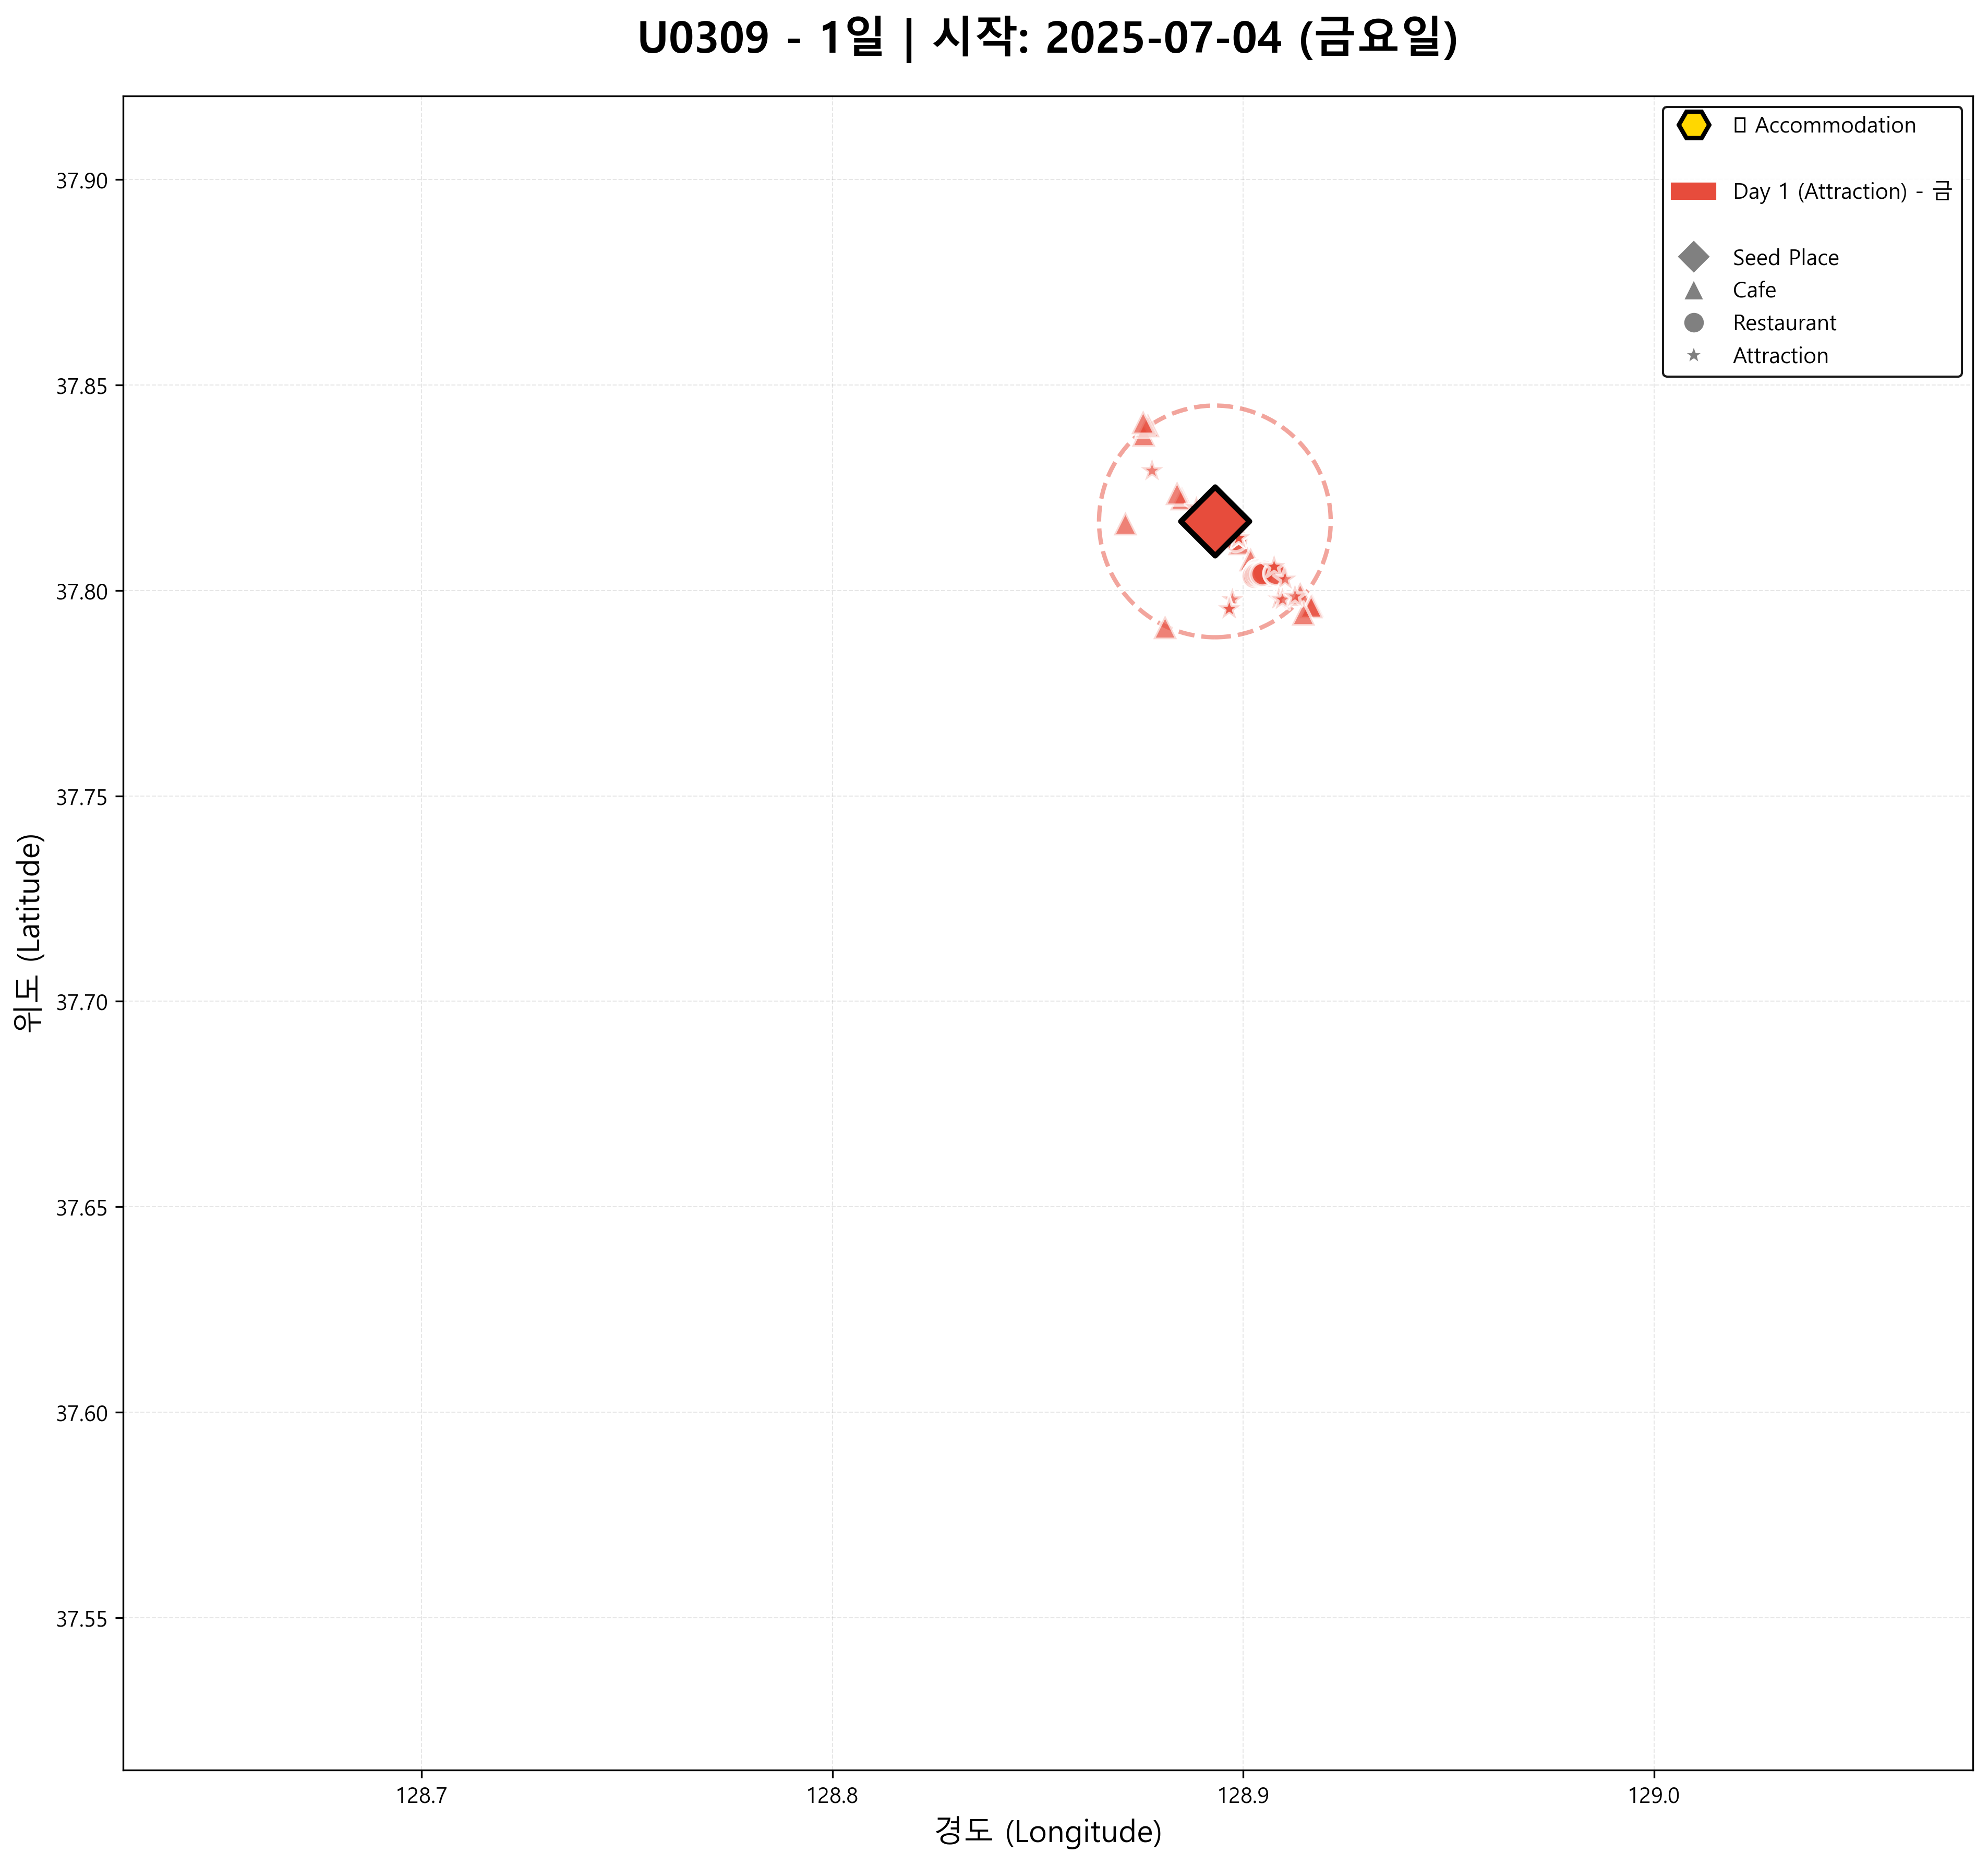 U0309 - 1일 | 시작: 2025-07-04 (금요일)
Accommodation
Day 1 (Attraction) - 금
Seed Place
Cafe
Restaurant
Attraction
위도 (Latitude)
37.90
37.85
37.80
37.75
37.70
37.65
37.60
37.55
128.7
128.8
128.9
129.0
경도 (Longitude)